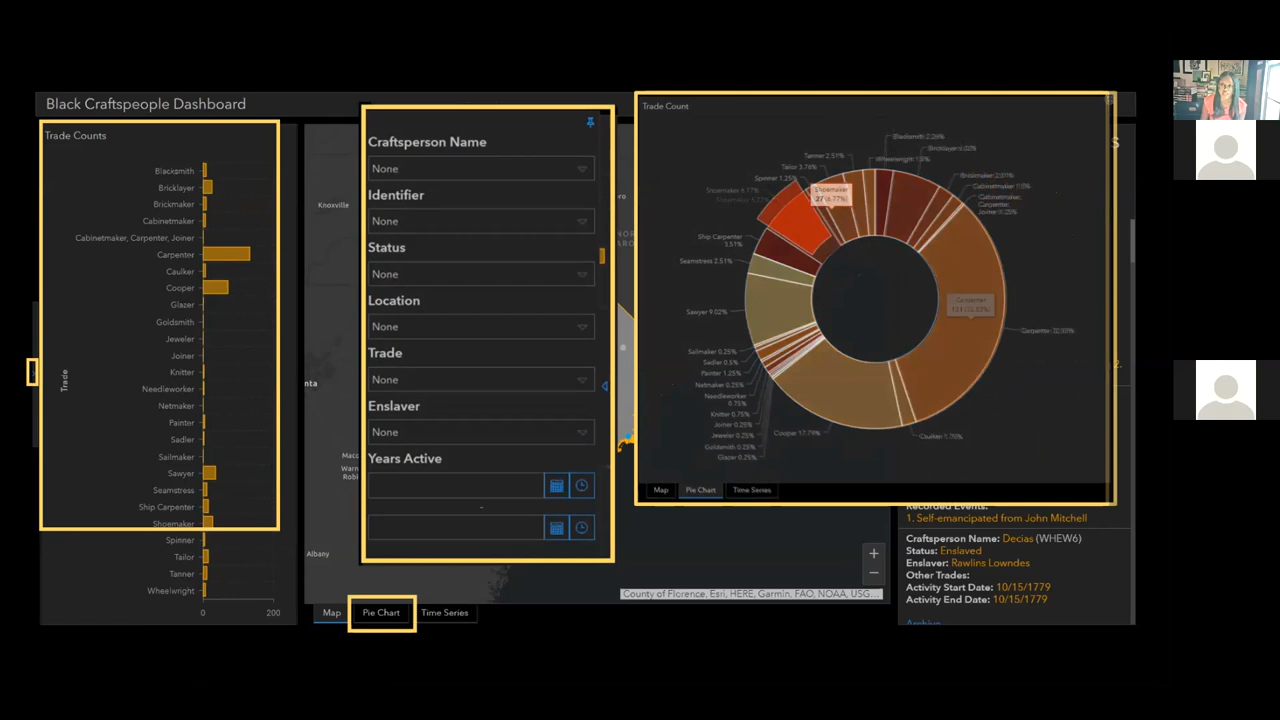 Black Craftspeople Dashboard
Trade Counts
Blacksmith
Bricklayer
Brickmaker
Cabinetmaker
Cabinetmaker, Carpenter, Joiner
Carpenter
Caulker
Cooper
Glazer
Goldsmith
Jeweler
Joiner
Knitter
Needleworker
Netmaker
Painter
Sadler
Sailmaker
Sawyer
Seamstress
Ship Carpenter
Shoemaker
Spinner
Tailor
Tanner
Wheelwright
Trade
0
200
Knoxville
Albany
Craftsperson Name
None
Identifier
None
Status
None
Location
None
Trade
None
Enslaver
None
Years Active
-
Map
Pie Chart
Time Series
Trade Count
Tanner 2.51%
Tailor 3.76%
Spinner 1.25%
Shoemaker
27 (6.77%)
Ship Carpenter
3.51%
Seamstress 2.51%
Sawyer 9.02%
Sailmaker 0.25%
Sadler 0.5%
Painter 1.25%
Netmaker 0.25%
Needleworker
0.75%
Knitter 0.75%
Joiner 0.25%
Jeweler 0.25%
Goldsmith 0.25%
Glazer 0.25%
Cooper 17.79%
Carpenter
Map
Pie Chart
Time Series
+
−
County of Florence, Esri, HERE, Garmin, FAO, NOAA, USG...
Recorded Events:
1. Self-emancipated from John Mitchell
Craftsperson Name: Decias (WHEW6)
Status: Enslaved
Enslaver: Rawlins Lowndes
Other Trades:
Activity Start Date: 10/15/1779
Activity End Date: 10/15/1779